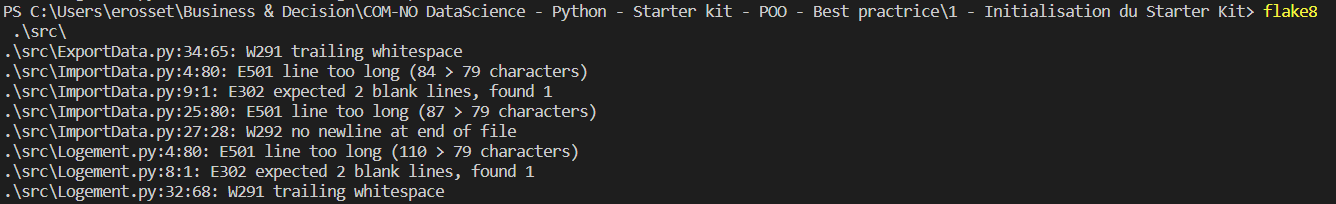 PS C:\Users\erosset\Business & Decision\COM-NO DataScience - Python - Starter kit - POO - Best practrice\1 - Initialisation du Starter Kit> flake8
.\src\
.\src\ExportData.py:34:65: W291 trailing whitespace
.\src\ImportData.py:4:80: E501 line too long (84 > 79 characters)
.\src\ImportData.py:9:1: E302 expected 2 blank lines, found 1
.\src\ImportData.py:25:80: E501 line too long (87 > 79 characters)
.\src\ImportData.py:27:28: W292 no newline at end of file
.\src\Logement.py:4:80: E501 line too long (110 > 79 characters)
.\src\Logement.py:8:1: E302 expected 2 blank lines, found 1
.\src\Logement.py:32:68: W291 trailing whitespace